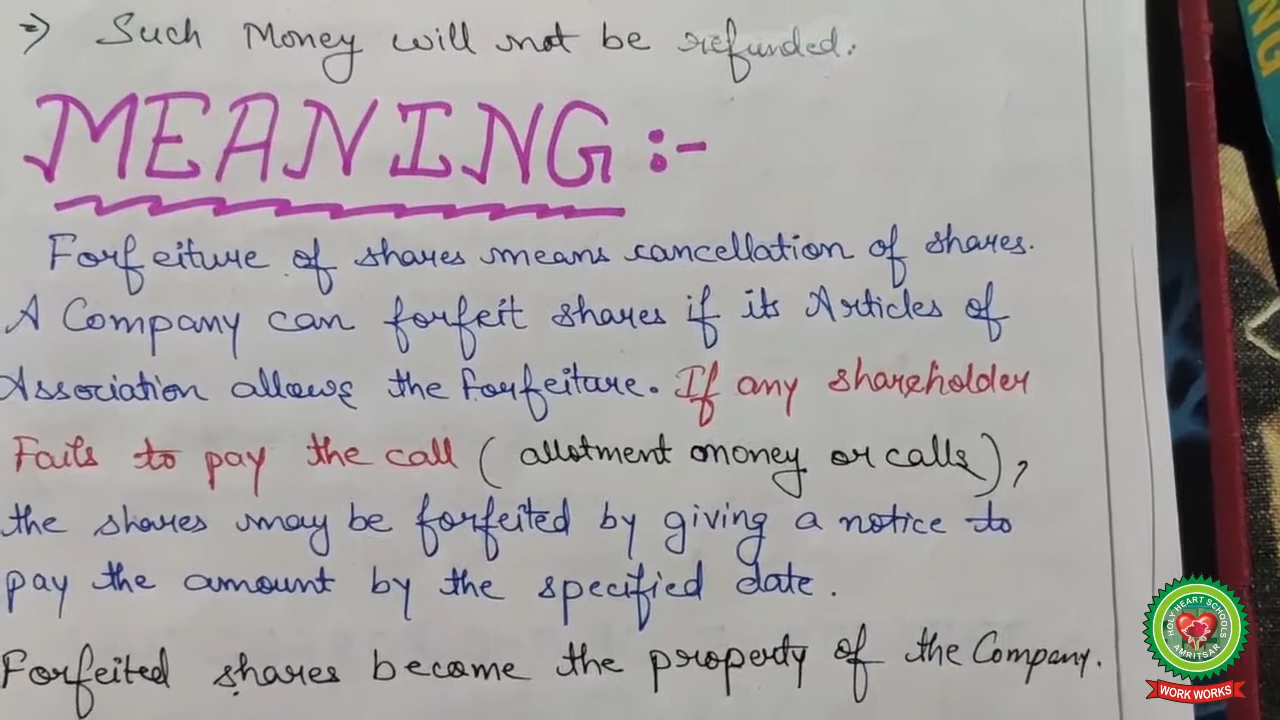 ⇒ Such Money will not be refunded.
MEANING :-
Forfeiture of shares means cancellation of shares.
A Company can forfeit shares if its Articles of
Association allows the Forfeiture. If any shareholder
Fails to pay the call (allotment money or calls),
the shares may be forfeited by giving a notice to
pay the amount by the specified date.
Forfeited shares become the property of the Company.
NG
HOLY HEART SCHOOLS
AMRITSAR
WORK WORKS